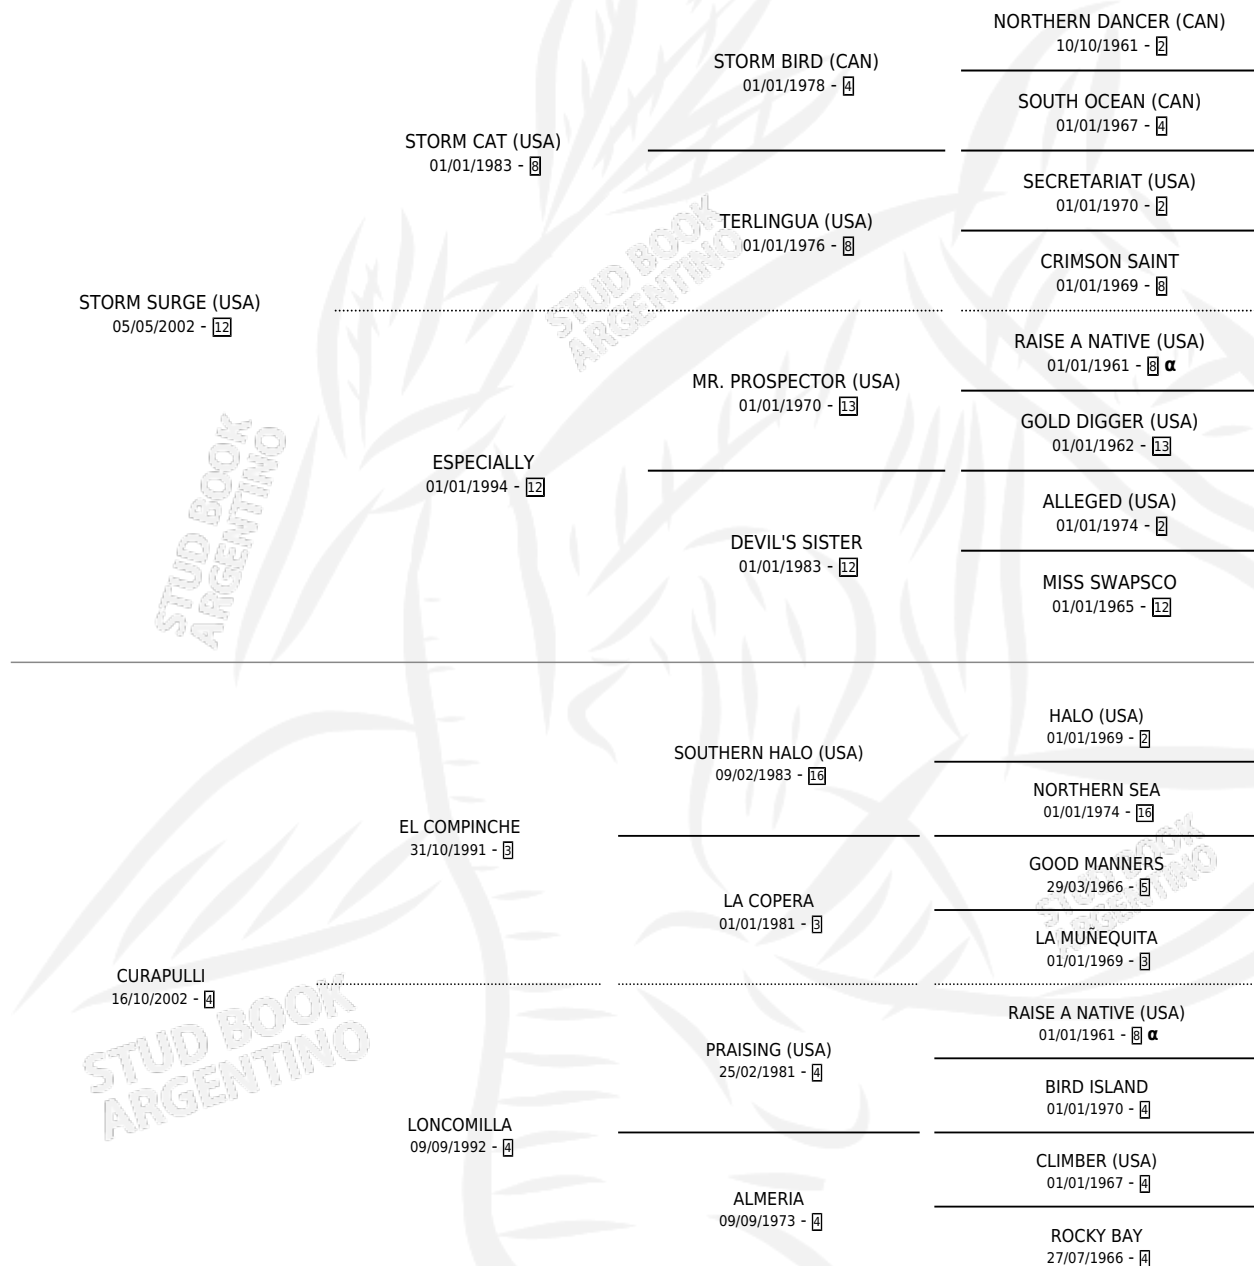 NORTHERN DANCER (CAN)
10/10/1961 - 2
STORM BIRD (CAN)
01/01/1978 - 4
SOUTH OCEAN (CAN)
01/01/1967 - 4
STORM CAT (USA)
01/01/1983 - 8
SECRETARIAT (USA)
01/01/1970 - 2
TERLINGUA (USA)
01/01/1976 - 8
CRIMSON SAINT
01/01/1969 - 8
STORM SURGE (USA)
05/05/2002 - 12
RAISE A NATIVE (USA)
01/01/1961 - 8 α
MR. PROSPECTOR (USA)
01/01/1970 - 13
GOLD DIGGER (USA)
01/01/1962 - 13
ESPECIALLY
01/01/1994 - 12
ALLEGED (USA)
01/01/1974 - 2
DEVIL'S SISTER
01/01/1983 - 12
MISS SWAPSCO
01/01/1965 - 12
HALO (USA)
01/01/1969 - 2
SOUTHERN HALO (USA)
09/02/1983 - 16
NORTHERN SEA
01/01/1974 - 16
EL COMPINCHE
31/10/1991 - 3
GOOD MANNERS
29/03/1966 - 5
LA COPERA
01/01/1981 - 3
LA MUÑEQUITA
01/01/1969 - 3
CURAPULLI
16/10/2002 - 4
RAISE A NATIVE (USA)
01/01/1961 - 8 α
PRAISING (USA)
25/02/1981 - 4
BIRD ISLAND
01/01/1970 - 4
LONCOMILLA
09/09/1992 - 4
CLIMBER (USA)
01/01/1967 - 4
ALMERIA
09/09/1973 - 4
ROCKY BAY
27/07/1966 - 4
STUD BOOK
ARGENTINO
STUD BOOK
ARGENTINO
STUD BOOK
ARGENTINO
STUD BOOK
ARGENTINO